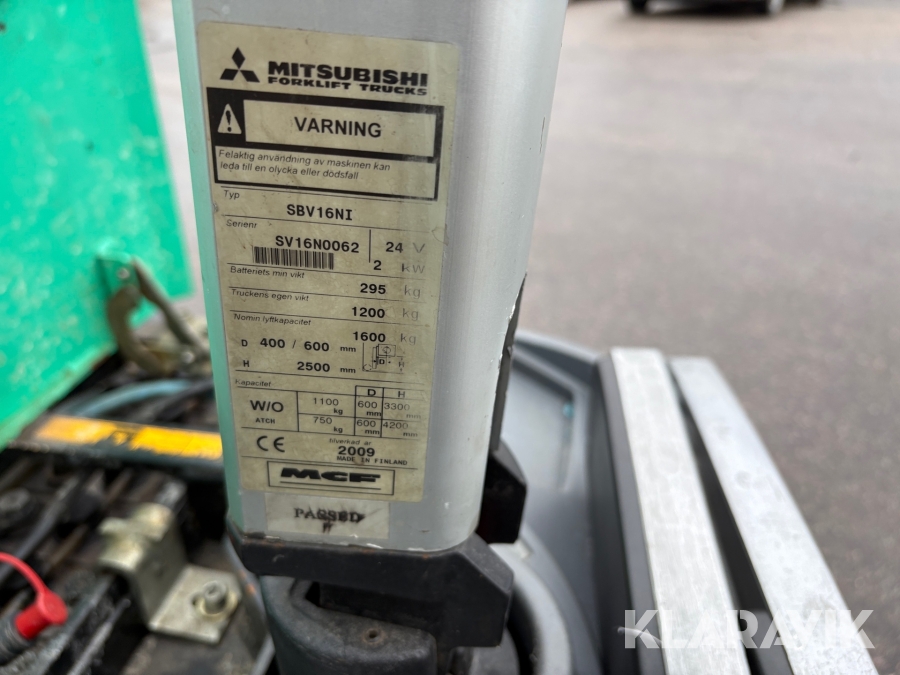 MITSUBISHI
FORKLIFT TRUCKS
VARNING
Felaktig användning av maskinen kan
leda till en olycka eller dödsfall
Typ
SBV16NI
Serienr
SV16N0062 24 V
2 kW
Batteriets min vikt
295 kg
Truckens egen vikt
1200 kg
Nomin lyftkapacitet
1600 kg
D 400 / 600 mm
H 2500 mm
Kapacitet D H
W/O 1100 kg 600 mm 3300 mm
ATCH 750 kg 600 mm 4200 mm
CE
tillverkad år
2009
MADE IN FINLAND
MCF
PASSED
KLARAVIK